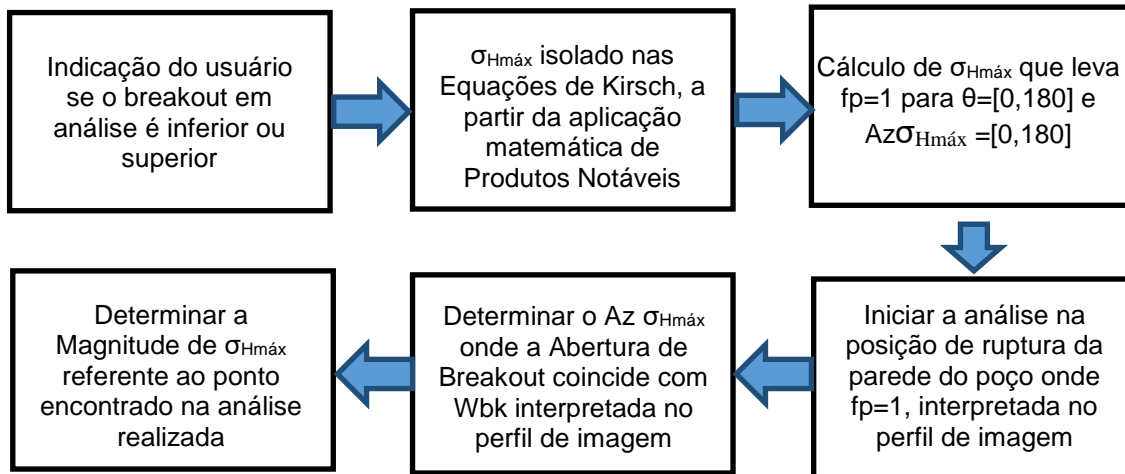 Indicação do usuário
se o breakout em
análise é inferior ou
superior
σHmáx isolado nas
Equações de Kirsch, a
partir da aplicação
matemática de
Produtos Notáveis
Cálculo de σHmáx que leva
fp=1 para θ=[0,180] e
AzσHmáx =[0,180]
Iniciar a análise na
posição de ruptura da
parede do poço onde
fp=1, interpretada no
perfil de imagem
Determinar o Az σHmáx
onde a Abertura de
Breakout coincide com
Wbk interpretada no
perfil de imagem
Determinar a
Magnitude de σHmáx
referente ao ponto
encontrado na análise
realizada